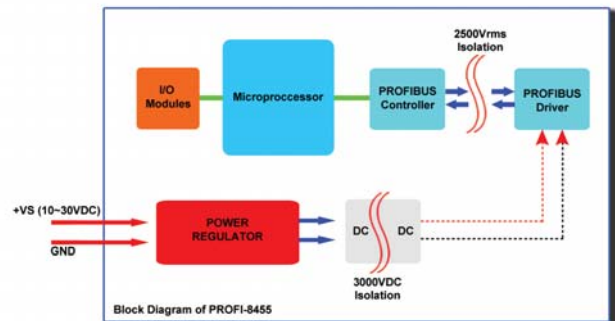 2500Vrms
Isolation
I/O
Modules
Microproccessor
PROFIBUS
Controller
PROFIBUS
Driver
+VS (10~30VDC)
GND
POWER
REGULATOR
DC DC
3000VDC
Isolation
Block Diagram of PROFI-8455